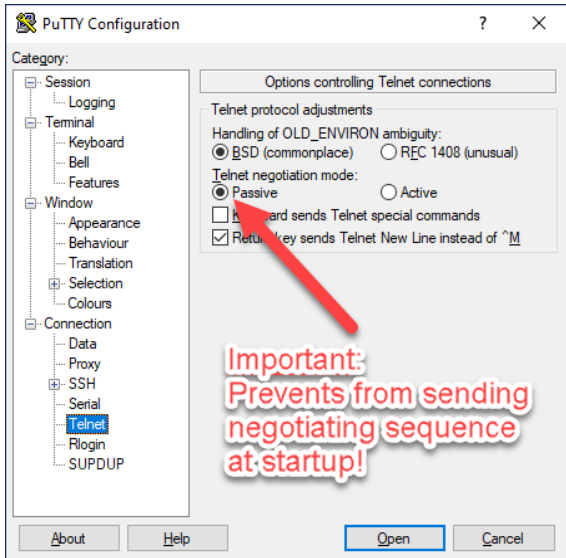 PuTTY Configuration
?
Category:
Session
Logging
Terminal
Keyboard
Bell
Features
Window
Appearance
Behaviour
Translation
Selection
Colours
Connection
Data
Proxy
SSH
Serial
Telnet
Rlogin
SUPDUP
Options controlling Telnet connections
Telnet protocol adjustments
Handling of OLD_ENVIRON ambiguity:
BSD (commonplace) RFC 1408 (unusual)
Telnet negotiation mode:
Passive Active
sends Telnet special commands
key sends Telnet New Line instead of ^M
Important:
Prevents from sending
negotiating sequence
at startup!
About Help Open Cancel